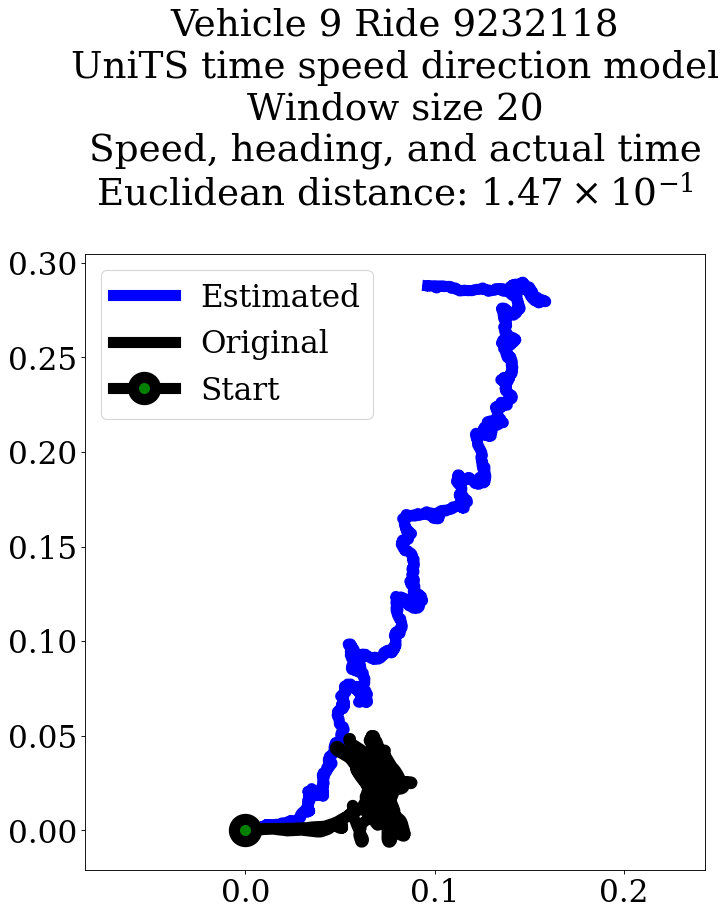 Vehicle 9 Ride 9232118
UniTS time speed direction model
Window size 20
Speed, heading, and actual time
Euclidean distance: 1.47 × 10⁻¹
0.30
0.25
0.20
0.15
0.10
0.05
0.00
Estimated
Original
Start
0.0 0.1 0.2